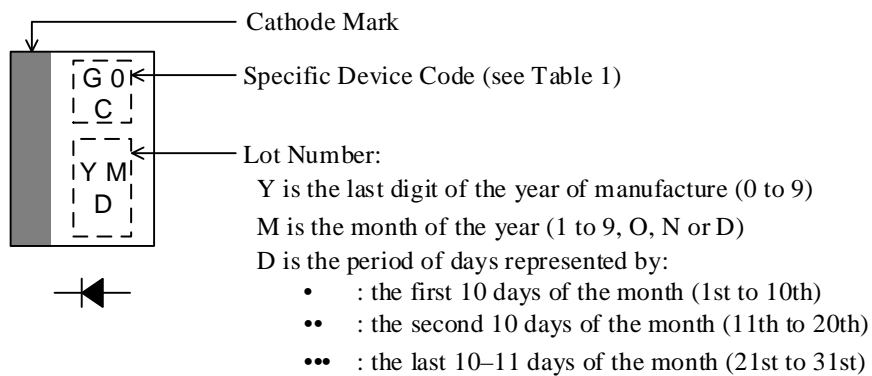 Cathode Mark
G 0
C
Specific Device Code (see Table 1)
Y M
D
Lot Number:
Y is the last digit of the year of manufacture (0 to 9)
M is the month of the year (1 to 9, O, N or D)
D is the period of days represented by:
• : the first 10 days of the month (1st to 10th)
•• : the second 10 days of the month (11th to 20th)
••• : the last 10–11 days of the month (21st to 31st)